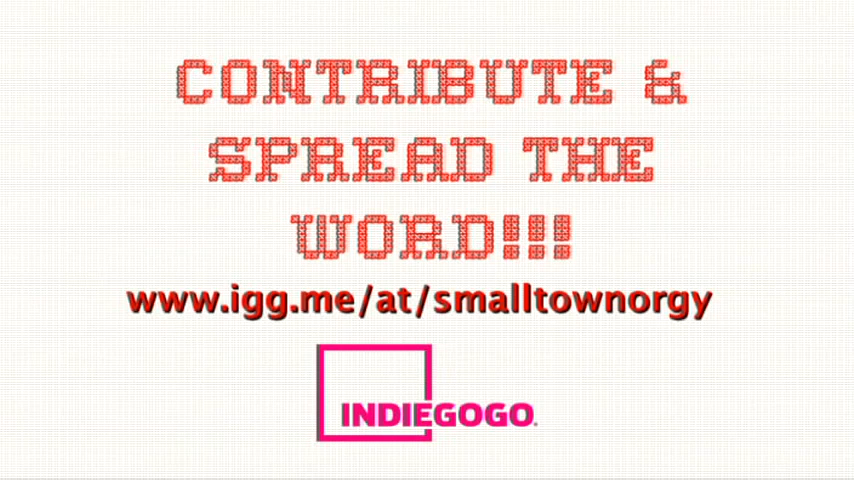 CONTRIBUTE &
SPREAD THE
WORD!!!
www.igg.me/at/smalltownorgy
INDIEGOGO.